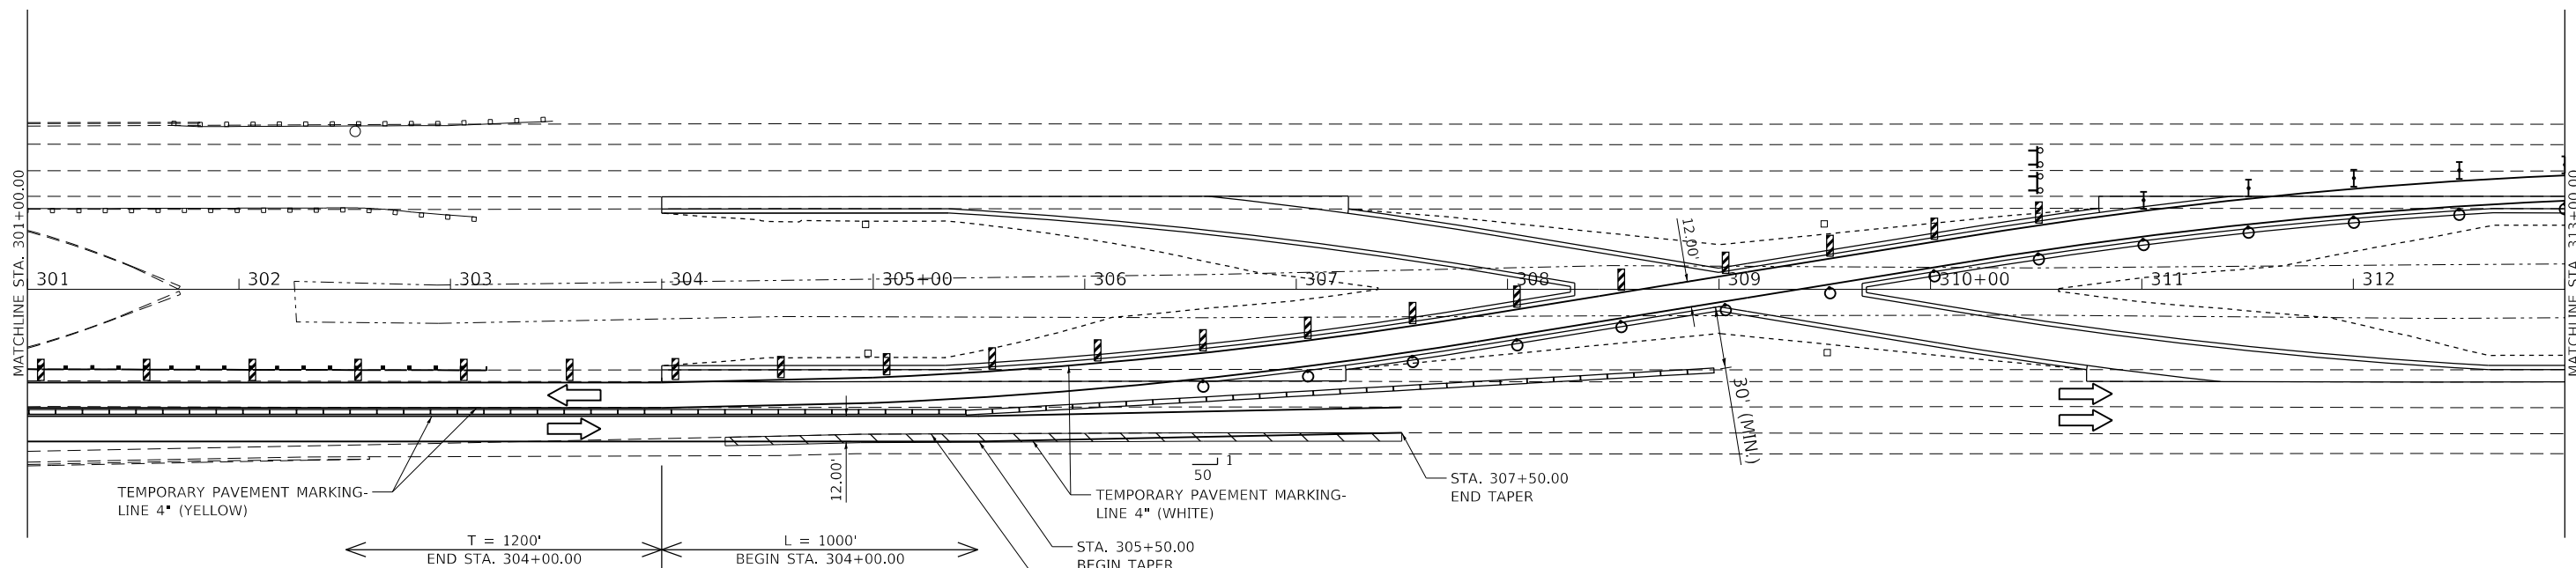 MATCHLINE STA. 301+00.00
301
302
303
304
305+00
306
307
308
309
310+00
311
312
MATCHLINE STA. 313+00.00
12.00'
30' (MIN.)
12.00'
1
50
TEMPORARY PAVEMENT MARKING-
LINE 4" (YELLOW)
TEMPORARY PAVEMENT MARKING-
LINE 4" (WHITE)
STA. 307+50.00
END TAPER
T = 1200'
END STA. 304+00.00
L = 1000'
BEGIN STA. 304+00.00
STA. 305+50.00
BEGIN TAPER